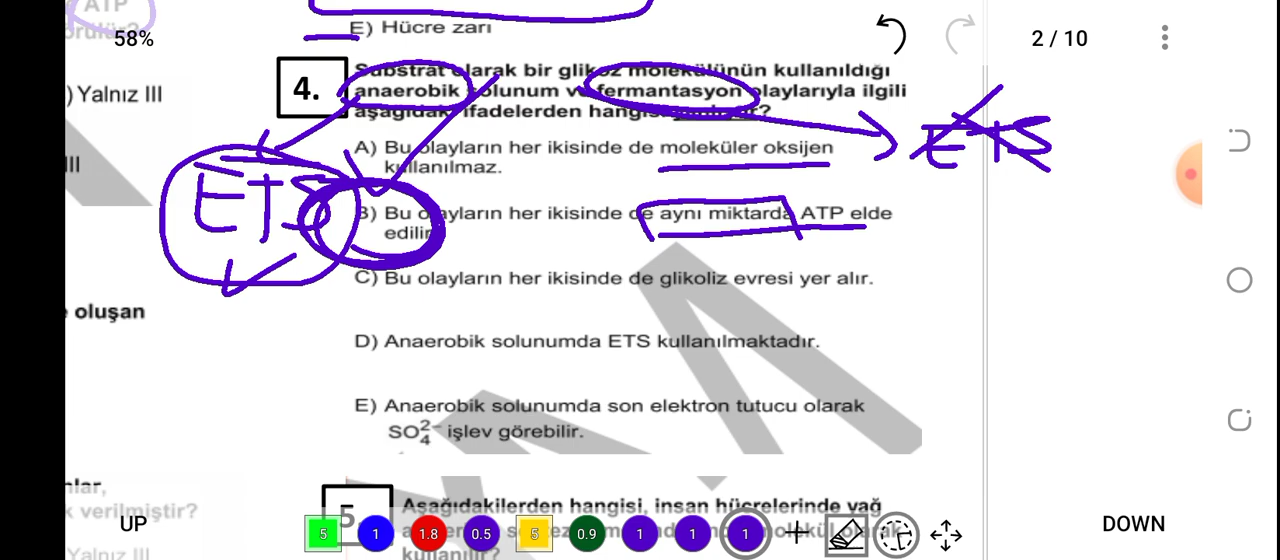 ATP
58%
2 / 10
) Yalnız III
III
e oluşan
nlar,
k verilmiştir?
Yalnız III
E) Hücre zarı
4.
Substrat olarak bir glikoz molekülünün kullanıldığı
anaerobik solunum ve fermantasyon olaylarıyla ilgili
aşağıdaki ifadelerden hangisi yanlıştır?
A) Bu olayların her ikisinde de moleküler oksijen
kullanılmaz.
B) Bu olayların her ikisinde de aynı miktarda ATP elde
edilir
C) Bu olayların her ikisinde de glikoliz evresi yer alır.
D) Anaerobik solunumda ETS kullanılmaktadır.
E) Anaerobik solunumda son elektron tutucu olarak
SO₄²⁻ işlev görebilir.
ETS
ETS
5
Aşağıdakilerden hangisi, insan hücrelerinde yağ
kullanılır?
UP
5 1 1.8 0.5 5 0.9 1 1 1
DOWN